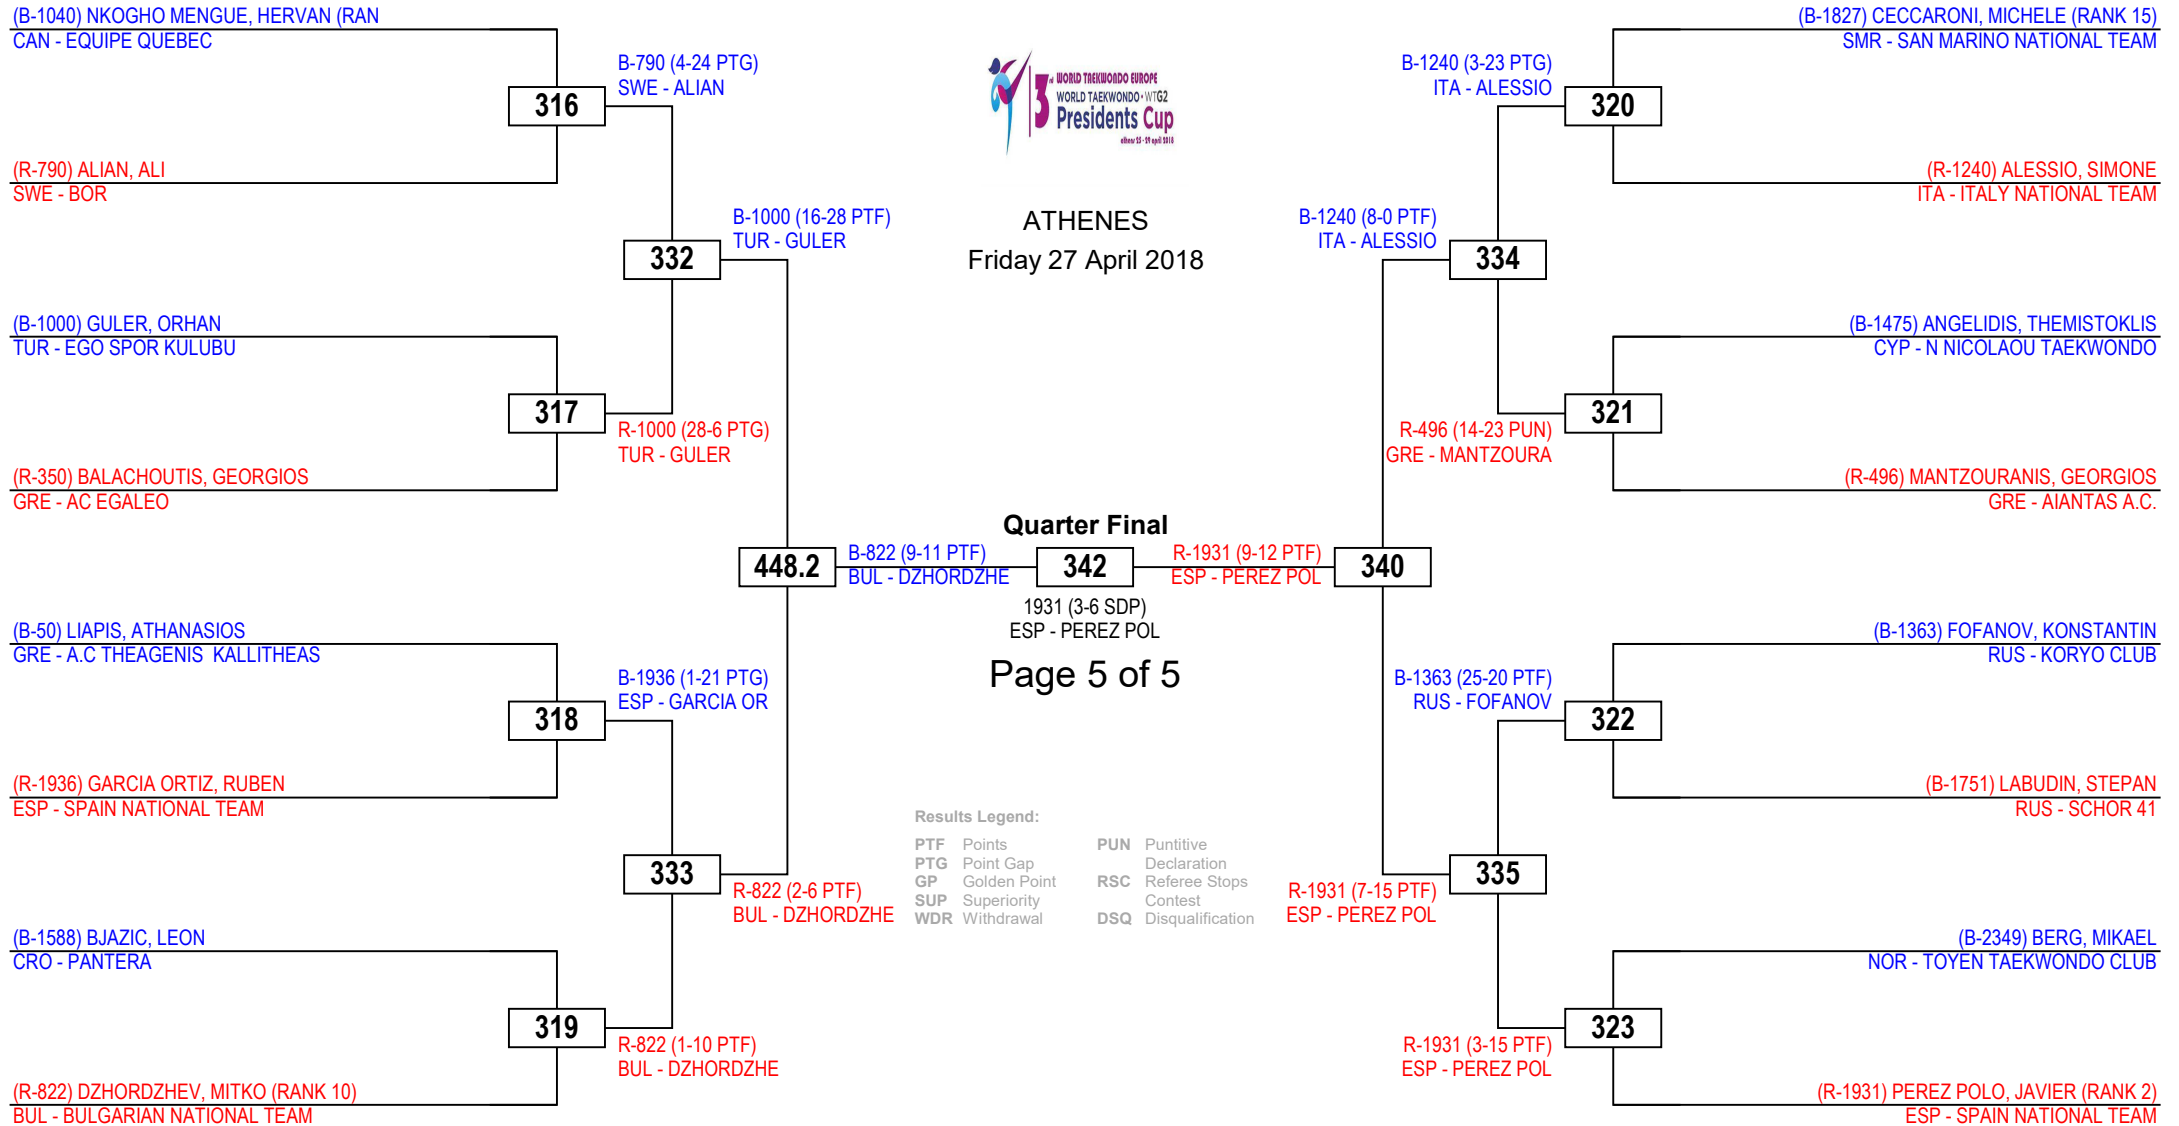 (B-1040) NKOGHO MENGUE, HERVAN (RAN
CAN - EQUIPE QUEBEC
316
(R-790) ALIAN, ALI
SWE - BOR
B-790 (4-24 PTG)
SWE - ALIAN
332
B-1000 (16-28 PTF)
TUR - GULER
(B-1000) GULER, ORHAN
TUR - EGO SPOR KULUBU
317
R-1000 (28-6 PTG)
TUR - GULER
(R-350) BALACHOUTIS, GEORGIOS
GRE - AC EGALEO
448.2
B-822 (9-11 PTF)
BUL - DZHORDZHE
(B-50) LIAPIS, ATHANASIOS
GRE - A.C THEAGENIS  KALLITHEAS
318
B-1936 (1-21 PTG)
ESP - GARCIA OR
(R-1936) GARCIA ORTIZ, RUBEN
ESP - SPAIN NATIONAL TEAM
333
R-822 (2-6 PTF)
BUL - DZHORDZHE
(B-1588) BJAZIC, LEON
CRO - PANTERA
319
R-822 (1-10 PTF)
BUL - DZHORDZHE
(R-822) DZHORDZHEV, MITKO (RANK 10)
BUL - BULGARIAN NATIONAL TEAM
3rd WORLD TAEKWONDO EUROPE
WORLD TAEKWONDO • WTG2
Presidents Cup
athens 25 - 29 april 2018
ATHENES
Friday 27 April 2018
Quarter Final
342
1931 (3-6 SDP)
ESP - PEREZ POL
Page 5 of 5
Results Legend:
PTF Points
PTG Point Gap
GP Golden Point
SUP Superiority
WDR Withdrawal
PUN Puntitive
Declaration
RSC Referee Stops
Contest
DSQ Disqualification
(B-1827) CECCARONI, MICHELE (RANK 15)
SMR - SAN MARINO NATIONAL TEAM
B-1240 (3-23 PTG)
ITA - ALESSIO
320
(R-1240) ALESSIO, SIMONE
ITA - ITALY NATIONAL TEAM
B-1240 (8-0 PTF)
ITA - ALESSIO
334
(B-1475) ANGELIDIS, THEMISTOKLIS
CYP - N NICOLAOU TAEKWONDO
321
R-496 (14-23 PUN)
GRE - MANTZOURA
(R-496) MANTZOURANIS, GEORGIOS
GRE - AIANTAS A.C.
R-1931 (9-12 PTF)
ESP - PEREZ POL
340
(B-1363) FOFANOV, KONSTANTIN
RUS - KORYO CLUB
B-1363 (25-20 PTF)
RUS - FOFANOV
322
(B-1751) LABUDIN, STEPAN
RUS - SCHOR 41
335
R-1931 (7-15 PTF)
ESP - PEREZ POL
(B-2349) BERG, MIKAEL
NOR - TOYEN TAEKWONDO CLUB
323
R-1931 (3-15 PTF)
ESP - PEREZ POL
(R-1931) PEREZ POLO, JAVIER (RANK 2)
ESP - SPAIN NATIONAL TEAM